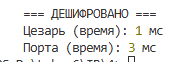 === ДЕШИФРОВАНО ===
Цезарь (время): 1 мс
Порта (время): 3 мс